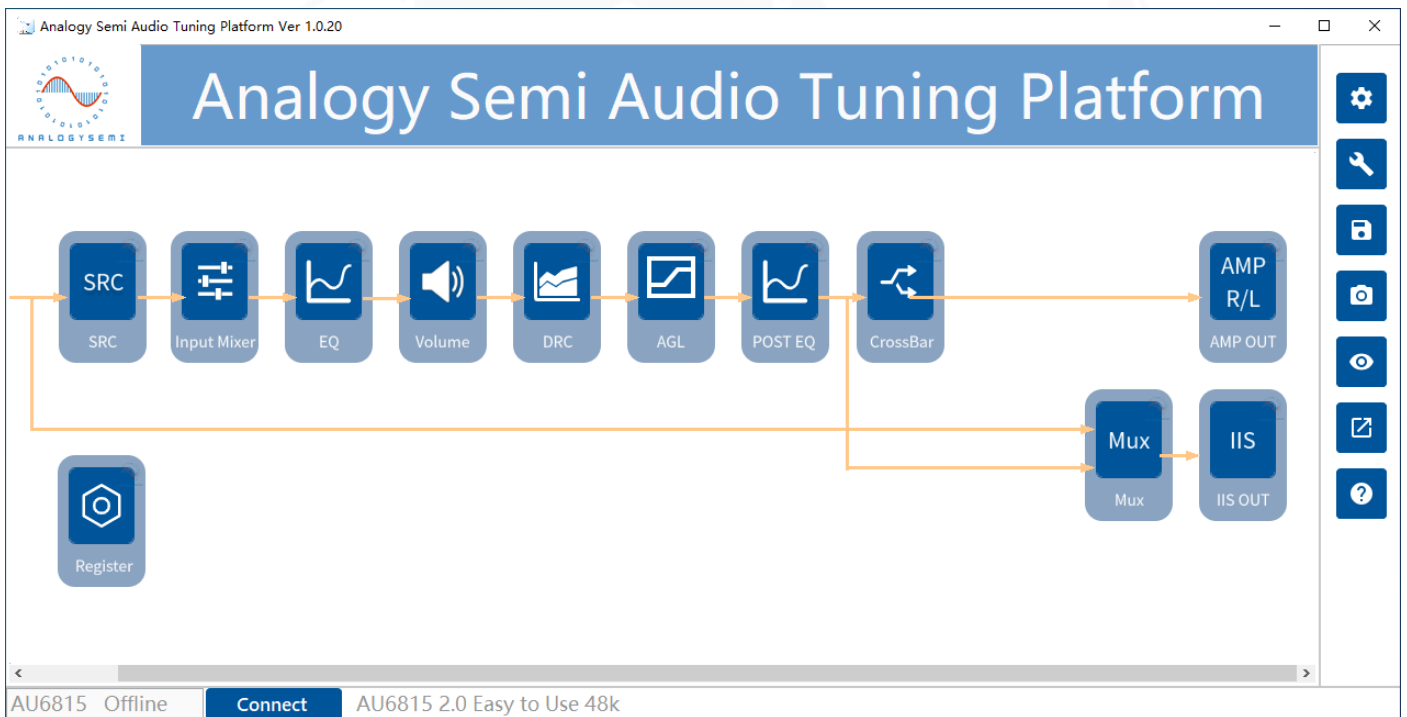 Analogy Semi Audio Tuning Platform Ver 1.0.20
1010101010
ANALOGYSEMI
Analogy Semi Audio Tuning Platform
SRC
SRC
Input Mixer
EQ
Volume
DRC
AGL
POST EQ
CrossBar
AMP
R/L
AMP OUT
Mux
Mux
IIS
IIS OUT
Register
AU6815 Offline
Connect
AU6815 2.0 Easy to Use 48k